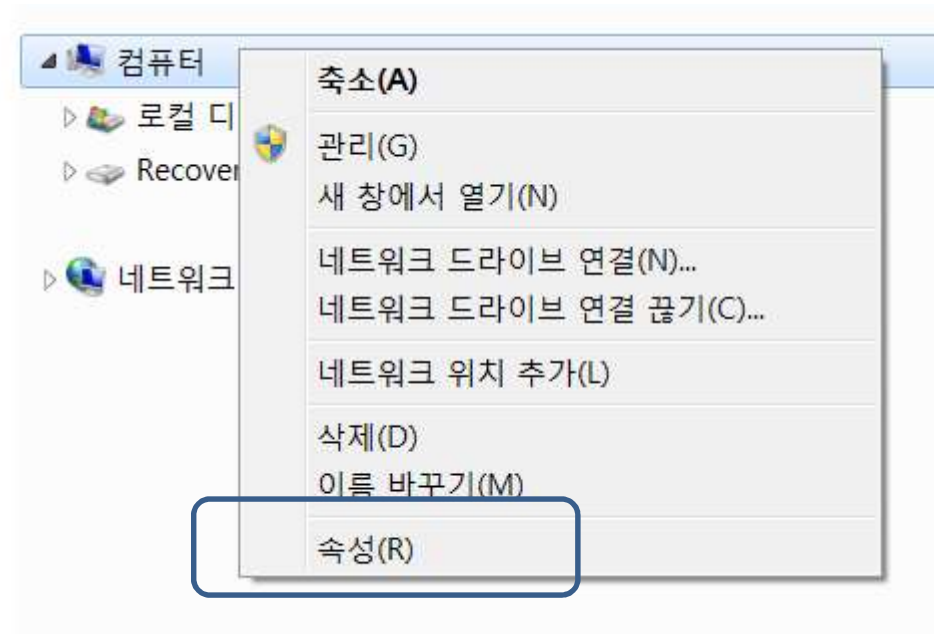 컴퓨터
로컬 디
Recover
네트워크
축소(A)
관리(G)
새 창에서 열기(N)
네트워크 드라이브 연결(N)...
네트워크 드라이브 연결 끊기(C)...
네트워크 위치 추가(L)
삭제(D)
이름 바꾸기(M)
속성(R)